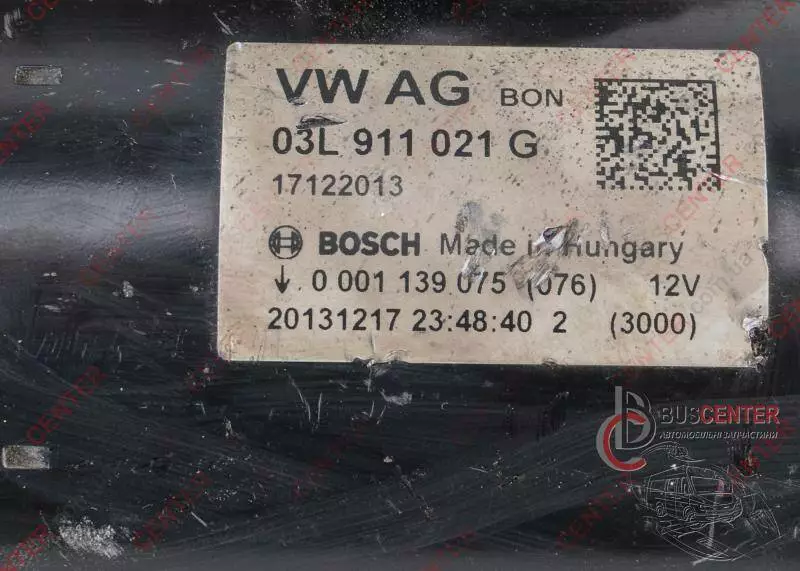 VW AG BON
03L 911 021 G
17122013
BOSCH Made in Hungary
0 001 139 075 (076) 12V
20131217 23:48:40 2 (3000)
BUSCENTER
АВТОМОБІЛЬНІ ЗАПЧАСТИНИ